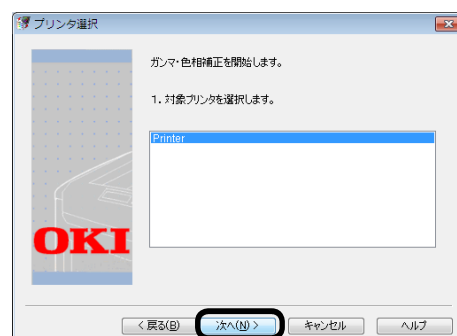 プリンタ選択
ガンマ・色相補正を開始します。
1. 対象プリンタを選択します。
Printer
OKI
< 戻る(B) 次へ(N) > キャンセル ヘルプ